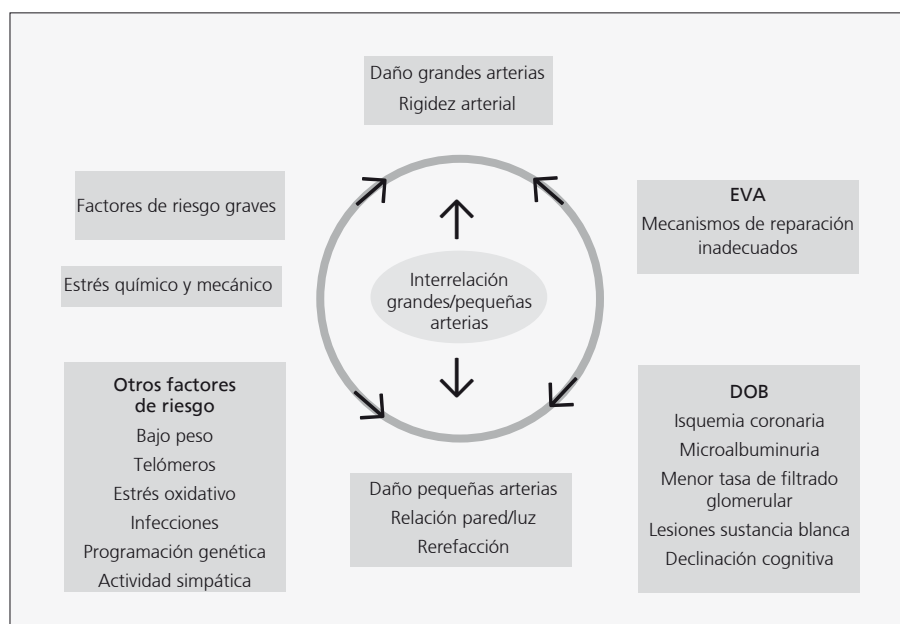 Daño grandes arterias
Rigidez arterial
Factores de riesgo graves
EVA
Mecanismos de reparación
inadecuados
Estrés químico y mecánico
Interrelación
grandes/pequeñas
arterias
Otros factores
de riesgo
Bajo peso
Telómeros
Estrés oxidativo
Infecciones
Programación genética
Actividad simpática
Daño pequeñas arterias
Relación pared/luz
Rerefacción
DOB
Isquemia coronaria
Microalbuminuria
Menor tasa de filtrado
glomerular
Lesiones sustancia blanca
Declinación cognitiva